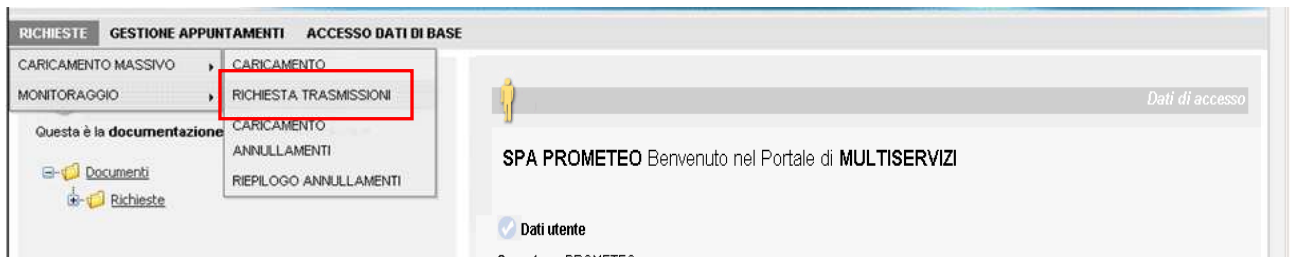 RICHIESTE GESTIONE APPUNTAMENTI ACCESSO DATI DI BASE
CARICAMENTO MASSIVO
MONITORAGGIO
CARICAMENTO
RICHIESTA TRASMISSIONI
CARICAMENTO
ANNULLAMENTI
RIEPILOGO ANNULLAMENTI
Questa è la documentazione
Documenti
Richieste
Dati di accesso
SPA PROMETEO Benvenuto nel Portale di MULTISERVIZI
Dati utente
PROMETEO